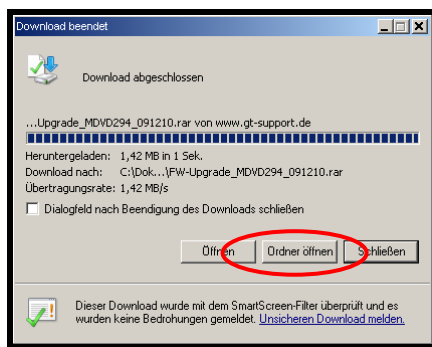 Download beendet
Download abgeschlossen
...Upgrade_MDVD294_091210.rar von www.gt-support.de
Heruntergeladen: 1,42 MB in 1 Sek.
Download nach: C:\Dok...\FW-Upgrade_MDVD294_091210.rar
Übertragungsrate: 1,42 MB/s
Dialogfeld nach Beendigung des Downloads schließen
Öffnen Ordner öffnen Schließen
Dieser Download wurde mit dem SmartScreen-Filter überprüft und es
wurden keine Bedrohungen gemeldet. Unsicheren Download melden.